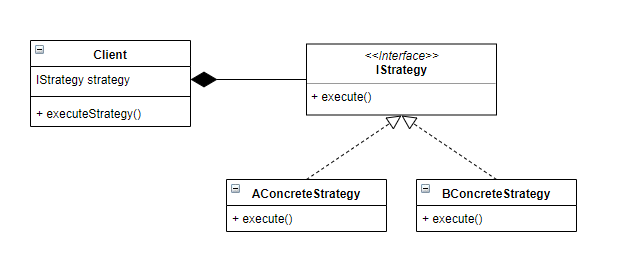 Client
IStrategy strategy
+ executeStrategy()
<<Interface>>
IStrategy
+ execute()
AConcreteStrategy
+ execute()
BConcreteStrategy
+ execute()